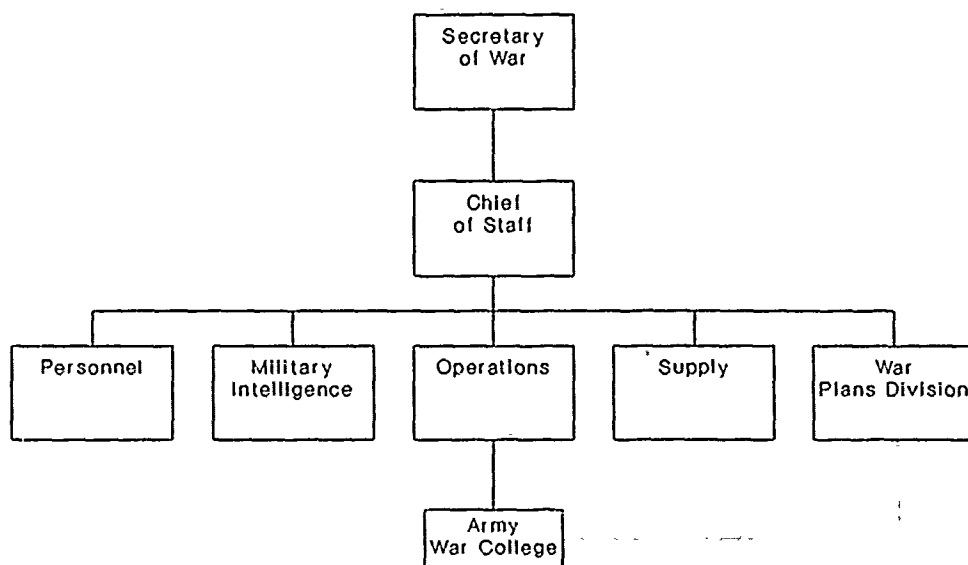 Secretary
of War
Chief
of Staff
Personnel
Military
Intelligence
Operations
Supply
War
Plans Division
Army
War College